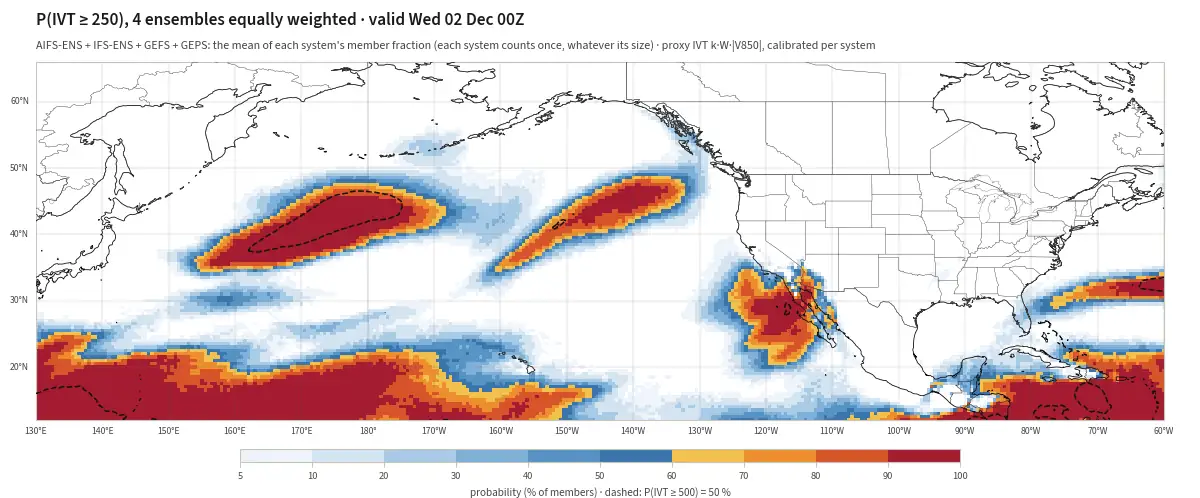 P(IVT ≥ 250), 4 ensembles equally weighted · valid Wed 02 Dec 00Z
AIFS-ENS + IFS-ENS + GEFS + GEPS: the mean of each system's member fraction (each system counts once, whatever its size) · proxy IVT k·W·|V850|, calibrated per system
60°N
50°N
40°N
30°N
20°N
130°E 140°E 150°E 160°E 170°E 180° 170°W 160°W 150°W 140°W 130°W 120°W 110°W 100°W 90°W 80°W 70°W 60°W
5 10 20 30 40 50 60 70 80 90 100
probability (% of members) · dashed: P(IVT ≥ 500) = 50 %